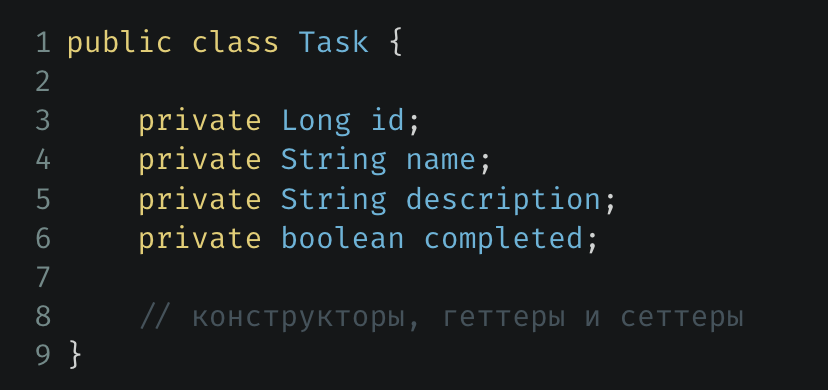 1 public class Task {
2
3     private Long id;
4     private String name;
5     private String description;
6     private boolean completed;
7
8     // конструкторы, геттеры и сеттеры
9 }